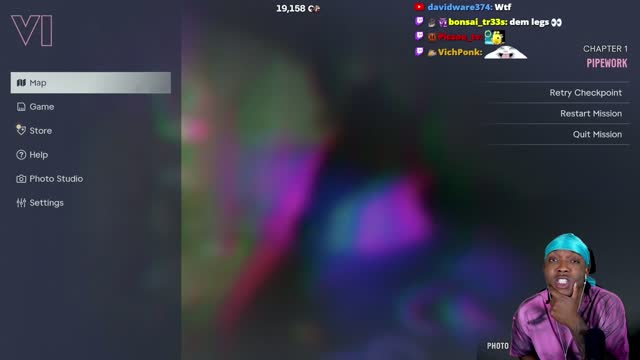 VI
19,158
davidware374: Wtf
bonsai_tr33s: dem legs
VichPonk:
CHAPTER 1
PIPEWORK
Retry Checkpoint
Restart Mission
Quit Mission
Map
Game
Store
Help
Photo Studio
Settings
PHOTO